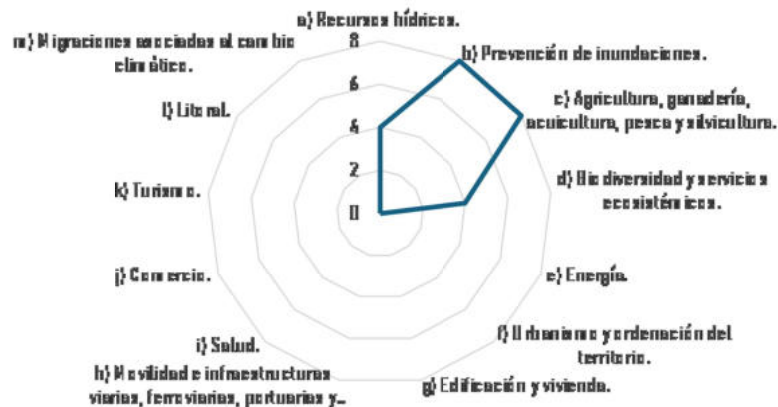 a) Recursos hídricos.
8
6
4
2
0
b) Prevención de inundaciones.
c) Agricultura, ganadería,
acuicultura, pesca y silvicultura.
d) Biodiversidad y servicios
ecosistémicos.
e) Energía.
f) Urbanismo y ordenación del
territorio.
g) Edificación y vivienda.
h) Movilidad e infraestructuras
viarias, ferroviarias, portuarias y…
i) Salud.
j) Comercio.
k) Turismo.
l) Litoral.
m) Migraciones asociadas al cambio
climático.